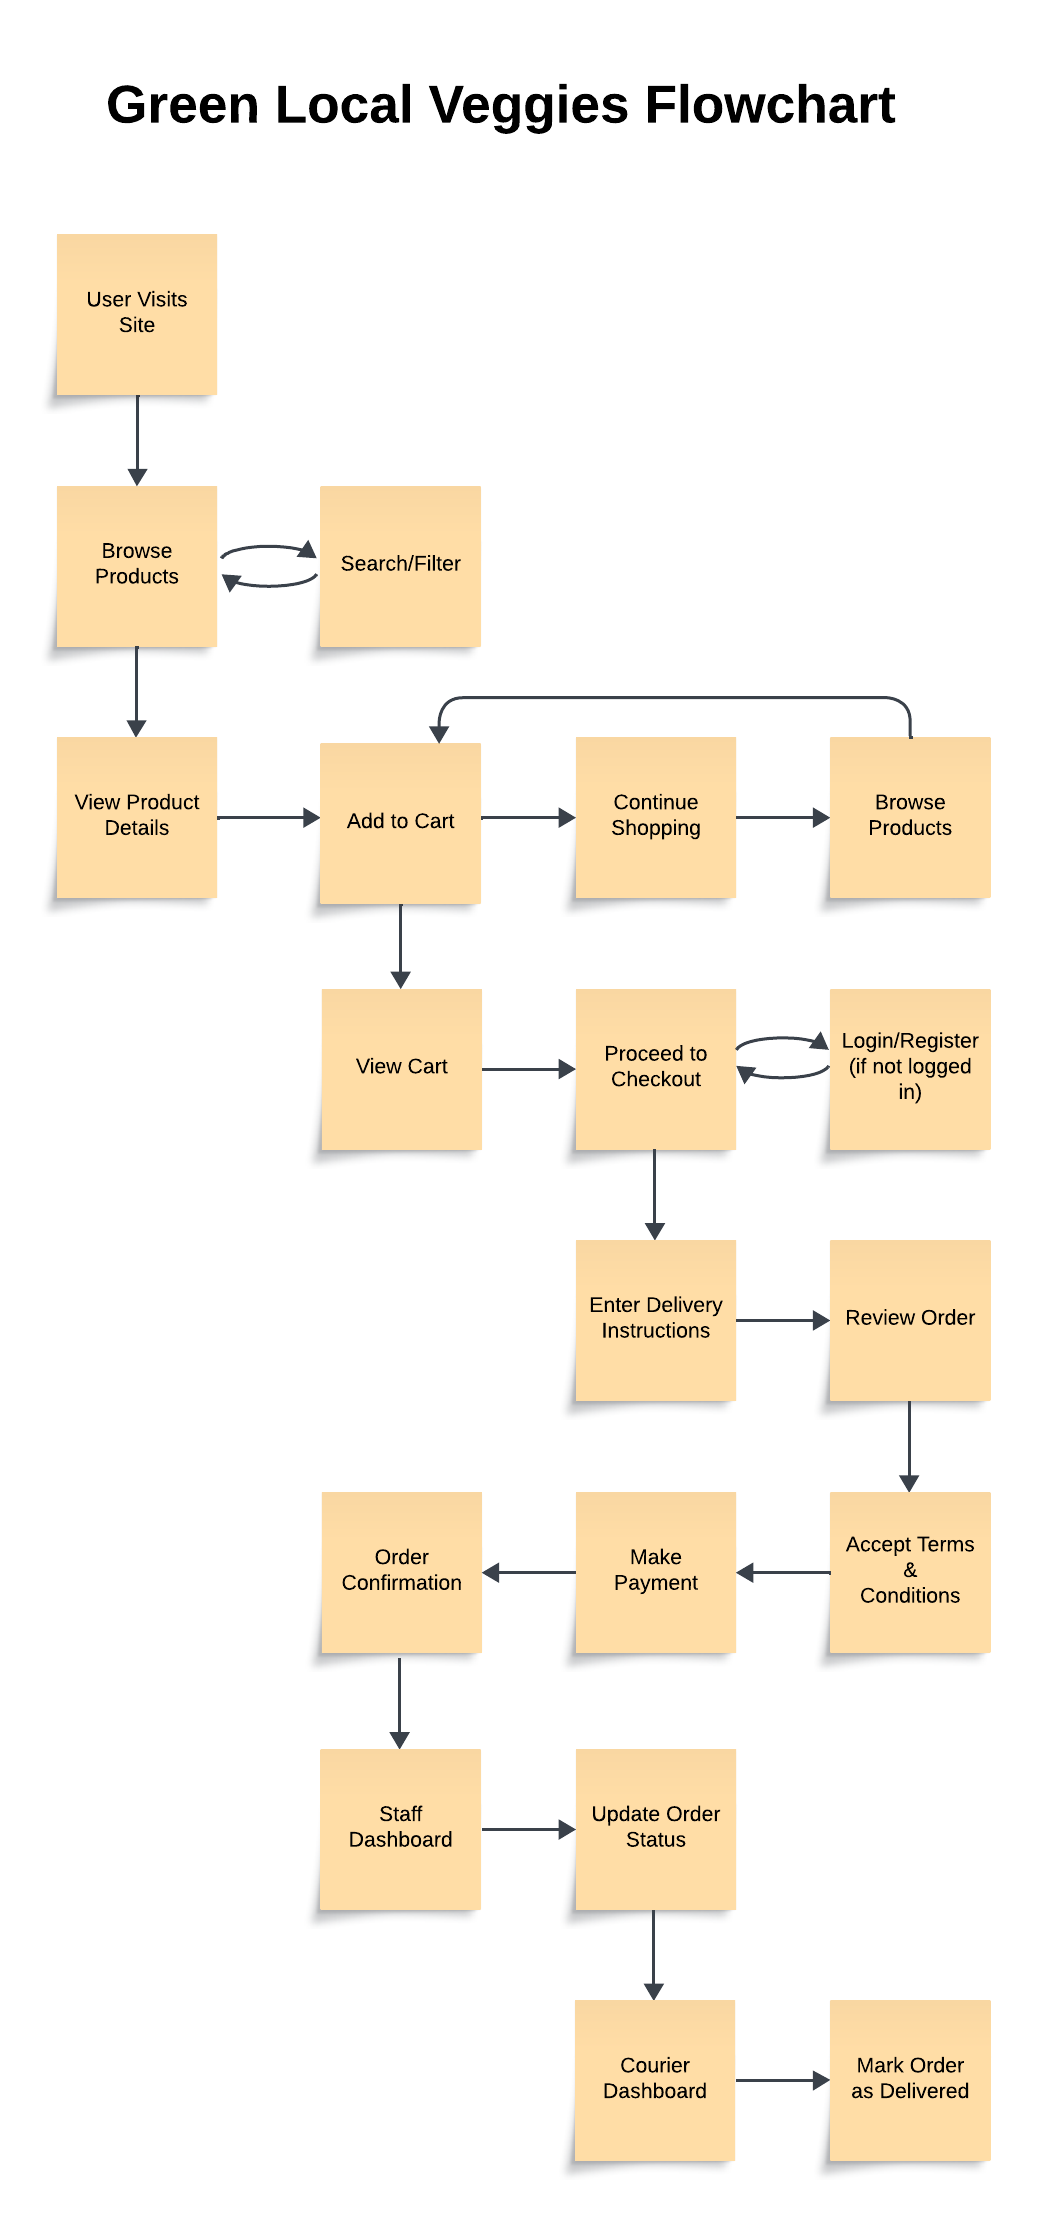 Green Local Veggies Flowchart
User Visits
Site
Browse
Products
Search/Filter
View Product
Details
Add to Cart
Continue
Shopping
Browse
Products
View Cart
Proceed to
Checkout
Login/Register
(if not logged
in)
Enter Delivery
Instructions
Review Order
Order
Confirmation
Make
Payment
Accept Terms
&
Conditions
Staff
Dashboard
Update Order
Status
Courier
Dashboard
Mark Order
as Delivered